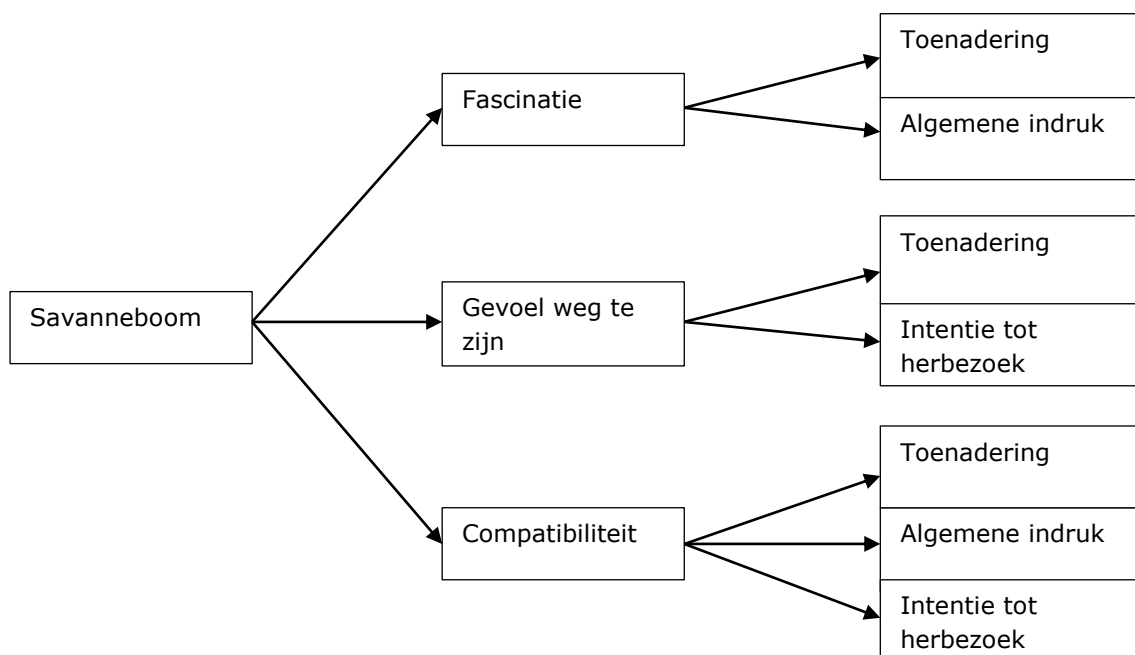 Toenadering
Fascinatie
Algemene indruk
Toenadering
Savanneboom
Gevoel weg te
zijn
Intentie tot
herbezoek
Toenadering
Compatibiliteit
Algemene indruk
Intentie tot
herbezoek